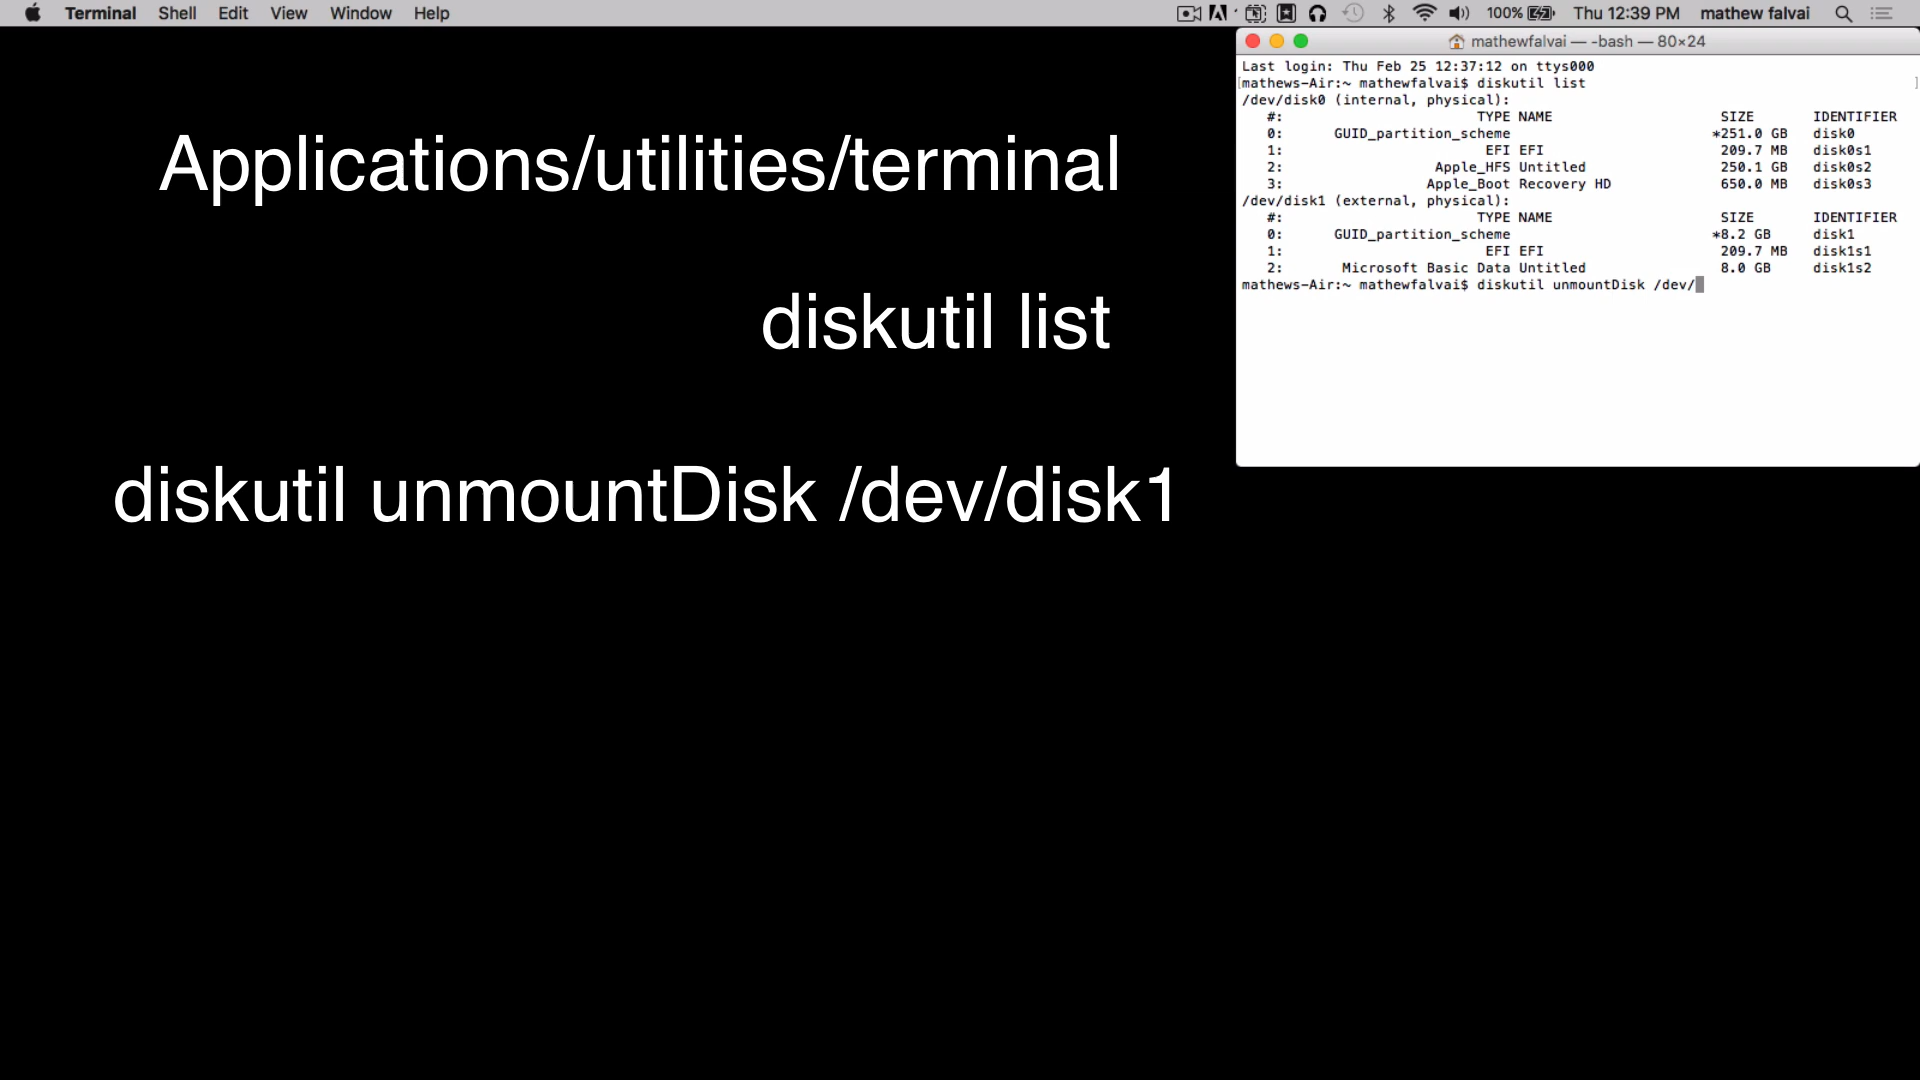 Terminal Shell Edit View Window Help 100% Thu 12:39 PM mathew falvai
Applications/utilities/terminal
diskutil list
diskutil unmountDisk /dev/disk1
mathewfalvai — -bash — 80×24
Last login: Thu Feb 25 12:37:12 on ttys000
[mathews-Air:~ mathewfalvai$ diskutil list ]
/dev/disk0 (internal, physical):
#: TYPE NAME SIZE IDENTIFIER
0: GUID_partition_scheme *251.0 GB disk0
1: EFI EFI 209.7 MB disk0s1
2: Apple_HFS Untitled 250.1 GB disk0s2
3: Apple_Boot Recovery HD 650.0 MB disk0s3
/dev/disk1 (external, physical):
#: TYPE NAME SIZE IDENTIFIER
0: GUID_partition_scheme *8.2 GB disk1
1: EFI EFI 209.7 MB disk1s1
2: Microsoft Basic Data Untitled 8.0 GB disk1s2
mathews-Air:~ mathewfalvai$ diskutil unmountDisk /dev/